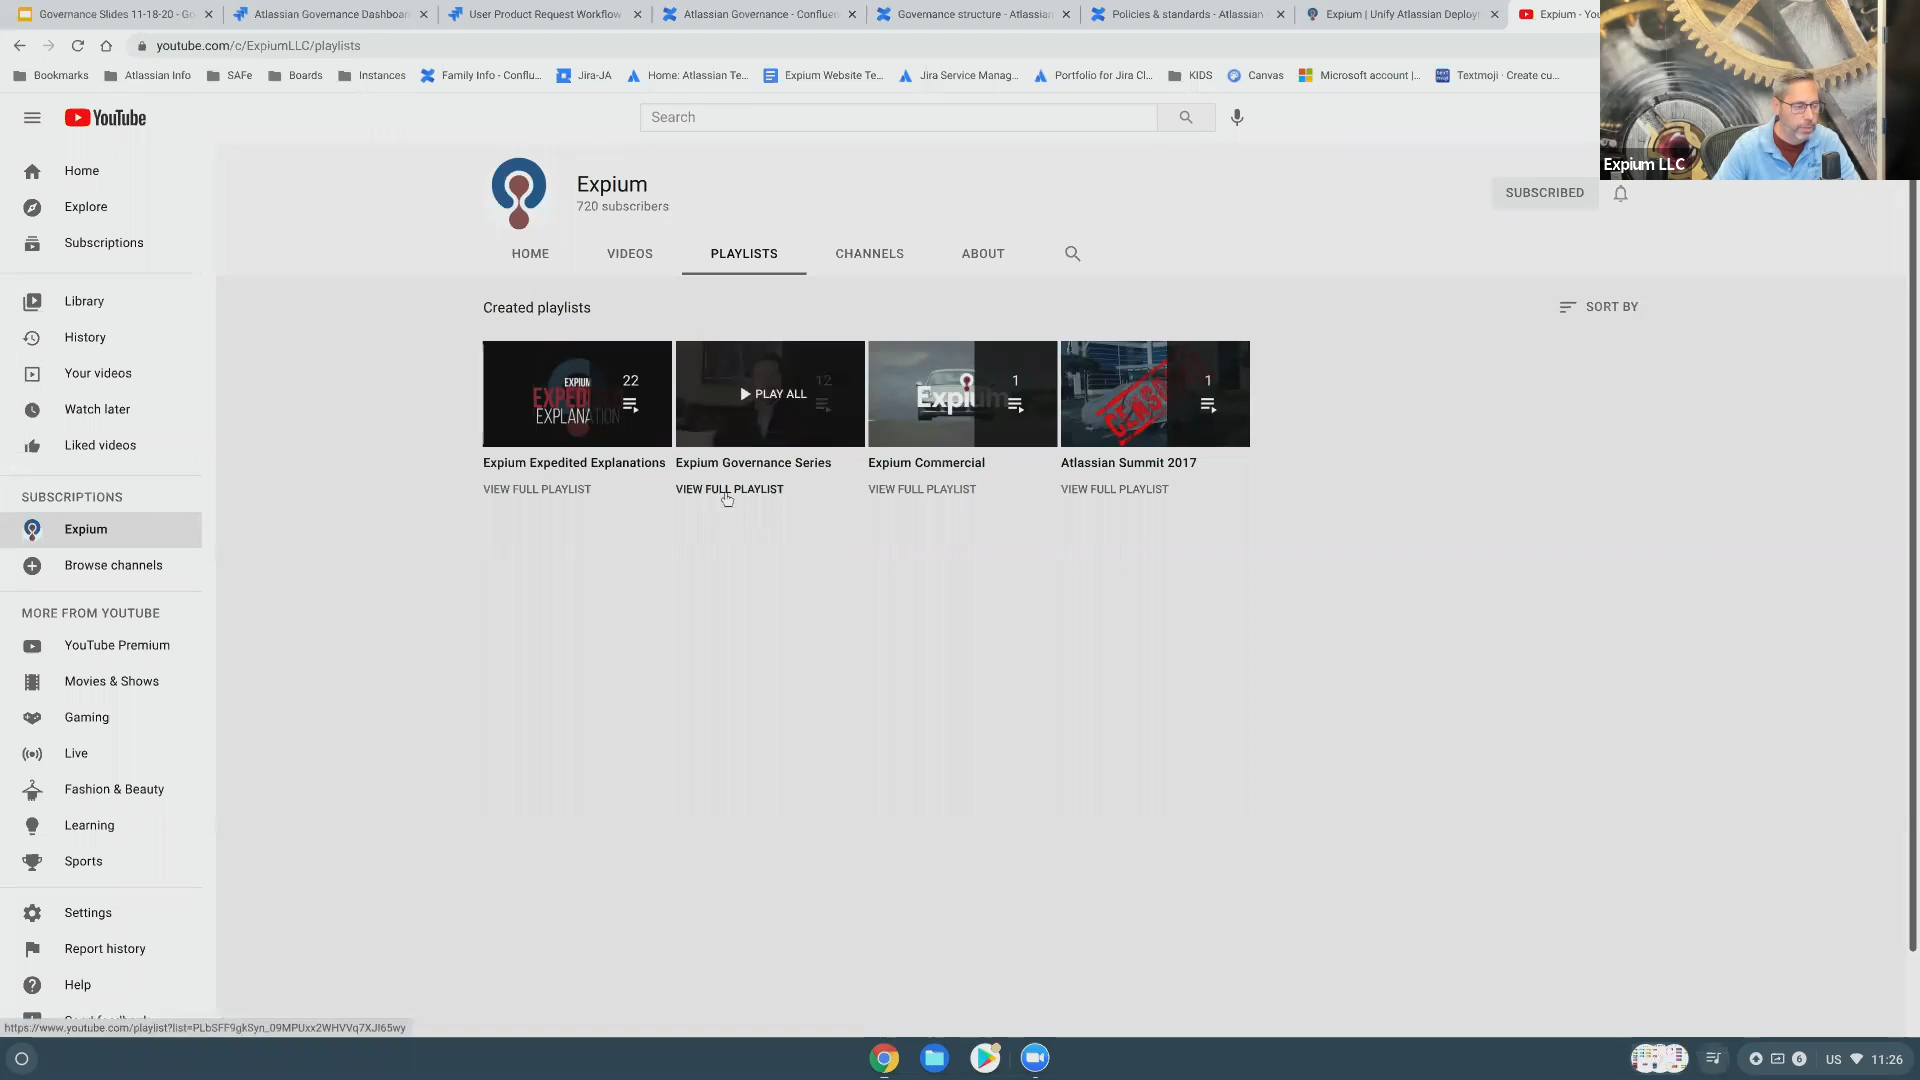 Governance Slides 11-18-20 - Go
Atlassian Governance Dashboar
User Product Request Workflow
Atlassian Governance - Confluen
Governance structure - Atlassian
Policies & standards - Atlassian
Expium | Unify Atlassian Deploy
Expium - You
youtube.com/c/ExpiumLLC/playlists
Bookmarks
Atlassian Info
SAFe
Boards
Instances
Family Info - Conflu...
Jira-JA
Home: Atlassian Te...
Expium Website Te...
Jira Service Manag...
Portfolio for Jira Cl...
KIDS
Canvas
Microsoft account |...
Textmoji · Create cu...
Expium LLC
YouTube
Search
Home
Explore
Subscriptions
Library
History
Your videos
Watch later
Liked videos
SUBSCRIPTIONS
Expium
Browse channels
MORE FROM YOUTUBE
YouTube Premium
Movies & Shows
Gaming
Live
Fashion & Beauty
Learning
Sports
Settings
Report history
Help
Expium
720 subscribers
SUBSCRIBED
HOME
VIDEOS
PLAYLISTS
CHANNELS
ABOUT
Created playlists
SORT BY
EXPIUM
EXPEDI
EXPLANATION
22
PLAY ALL
12
Expium
1
1
Expium Expedited Explanations
Expium Governance Series
Expium Commercial
Atlassian Summit 2017
VIEW FULL PLAYLIST
VIEW FULL PLAYLIST
VIEW FULL PLAYLIST
VIEW FULL PLAYLIST
https://www.youtube.com/playlist?list=PLbSFF9gkSyn_09MPUxx2WHVVq7XJI65wy
6
US
11:26